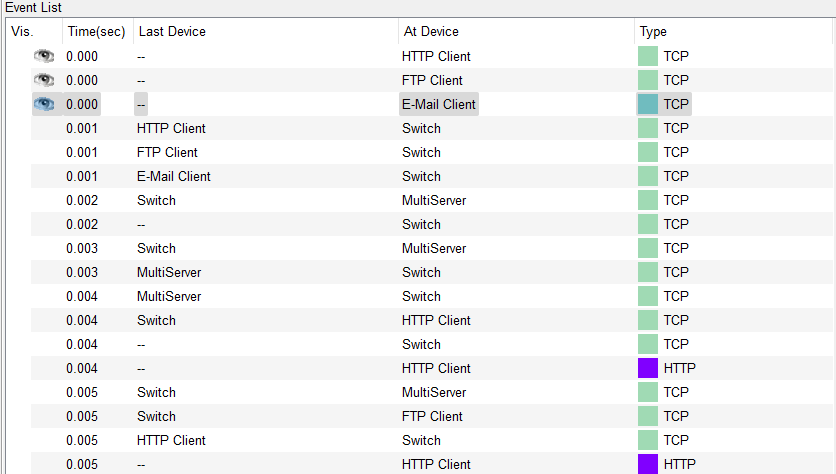 Event List
Vis. Time(sec) Last Device At Device Type
0.000 -- HTTP Client TCP
0.000 -- FTP Client TCP
0.000 -- E-Mail Client TCP
0.001 HTTP Client Switch TCP
0.001 FTP Client Switch TCP
0.001 E-Mail Client Switch TCP
0.002 Switch MultiServer TCP
0.002 -- Switch TCP
0.003 Switch MultiServer TCP
0.003 MultiServer Switch TCP
0.004 MultiServer Switch TCP
0.004 Switch HTTP Client TCP
0.004 -- Switch TCP
0.004 -- HTTP Client HTTP
0.005 Switch MultiServer TCP
0.005 Switch FTP Client TCP
0.005 HTTP Client Switch TCP
0.005 -- HTTP Client HTTP